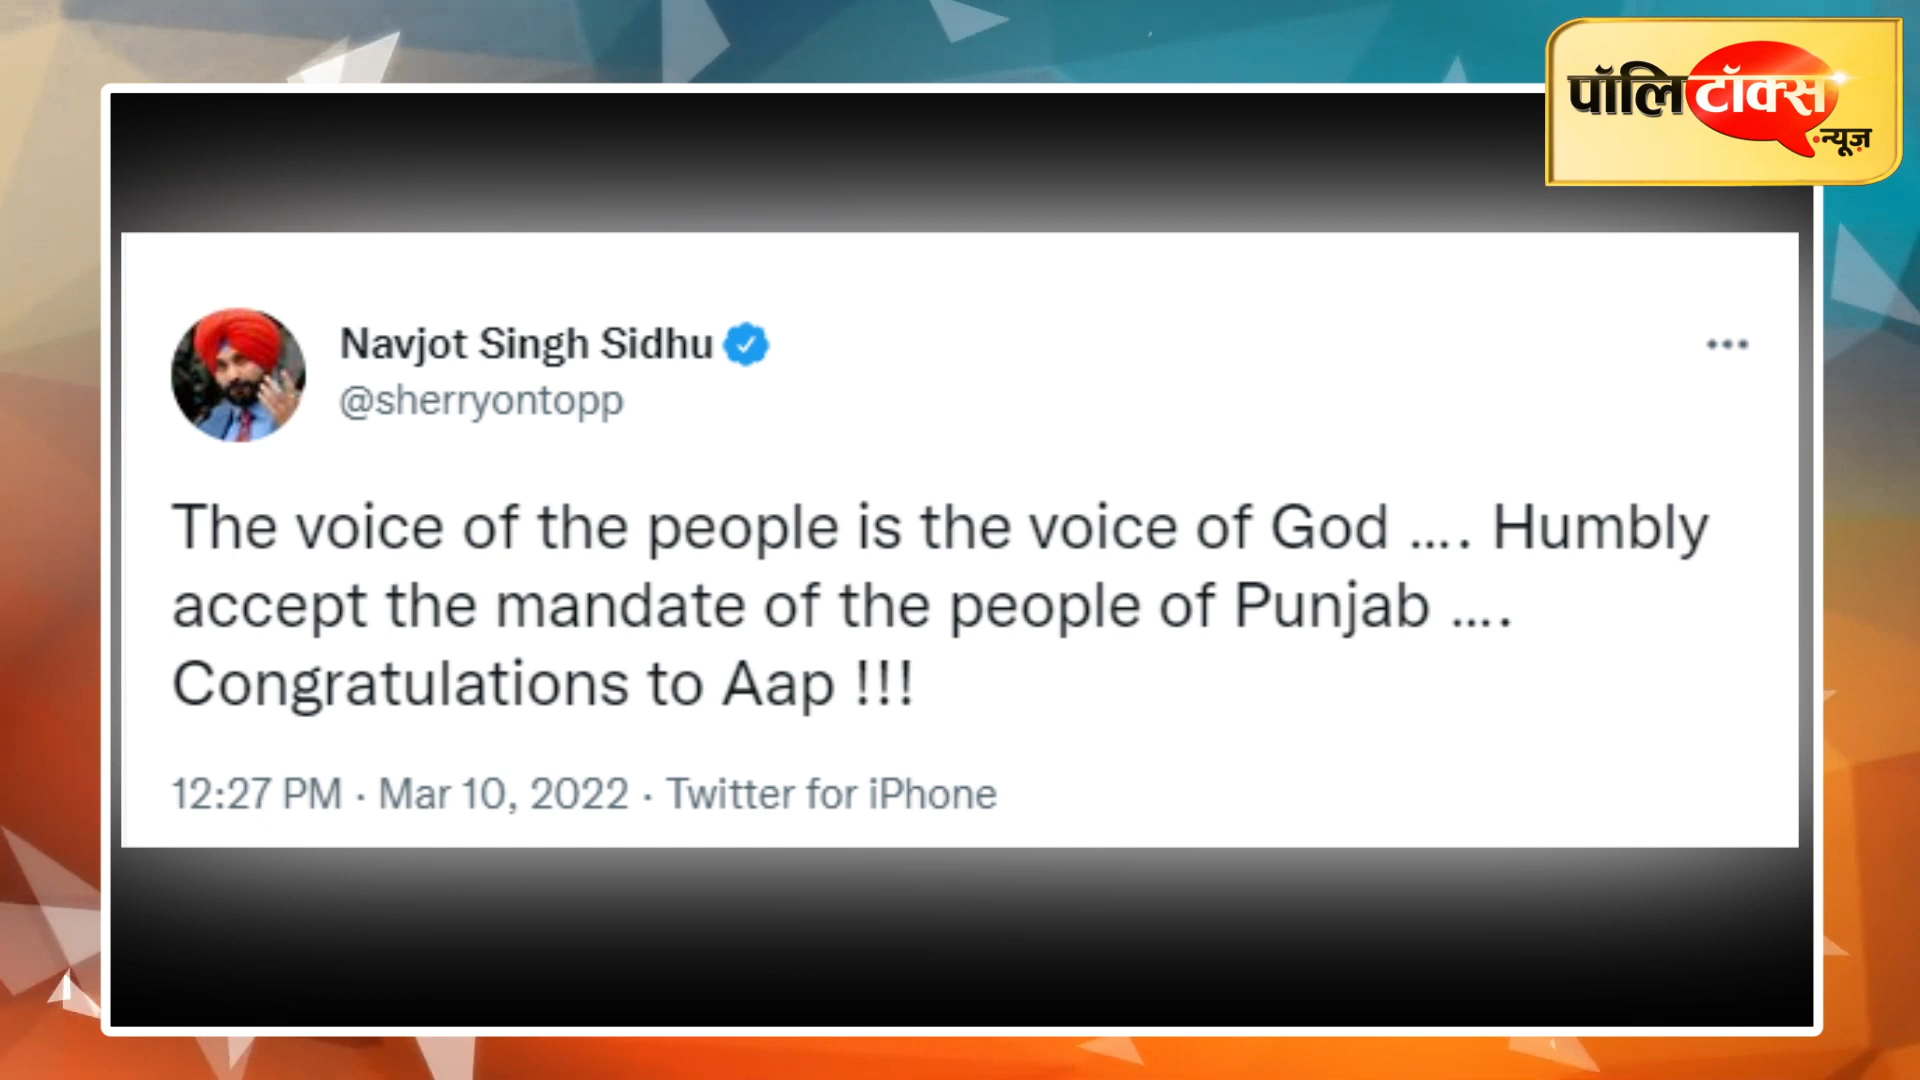 पॉलिटॉक्स
न्यूज़
Navjot Singh Sidhu
@sherryontopp
The voice of the people is the voice of God .... Humbly
accept the mandate of the people of Punjab ....
Congratulations to Aap !!!
12:27 PM · Mar 10, 2022 · Twitter for iPhone